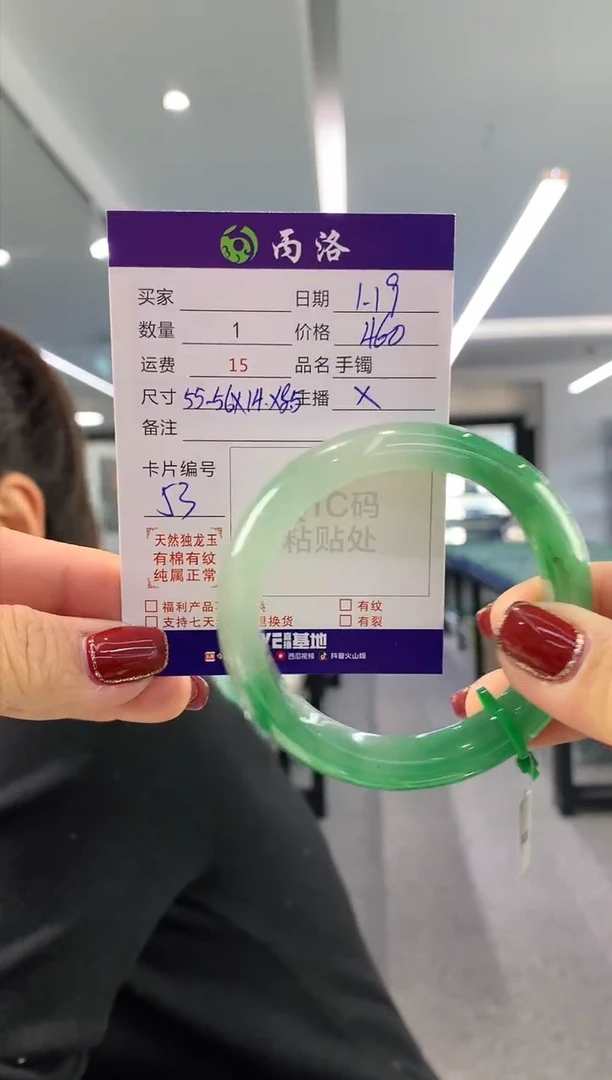 丙洛
买家 日期 1-19
数量 1 价格 460
运费 15 品名 手镯
尺寸 55-56X14.X8.5 主播 X
备注
卡片编号
53
IC码
粘贴处
天然独龙玉
有棉有纹
纯属正常
福利产品不 有纹
支持七天 换货 有裂
基地
西瓜视频 抖音火山版